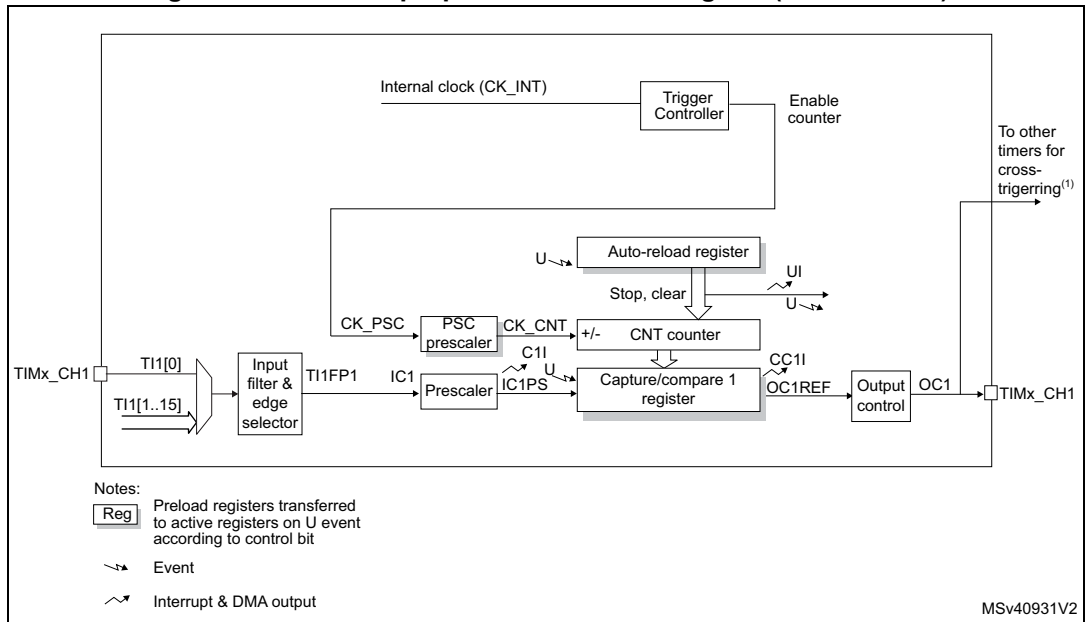 Internal clock (CK_INT)
Trigger
Controller
Enable
counter
To other
timers for
cross-
trigerring(1)
U
Auto-reload register
Stop, clear
UI
U
CK_PSC
PSC
prescaler
CK_CNT
+/-
CNT counter
TIMx_CH1
TI1[0]
TI1[1..15]
Input
filter &
edge
selector
TI1FP1
IC1
Prescaler
C1I
IC1PS
U
Capture/compare 1
register
CC1I
OC1REF
Output
control
OC1
TIMx_CH1
Notes:
Reg
Preload registers transferred
to active registers on U event
according to control bit
Event
Interrupt & DMA output
MSv40931V2